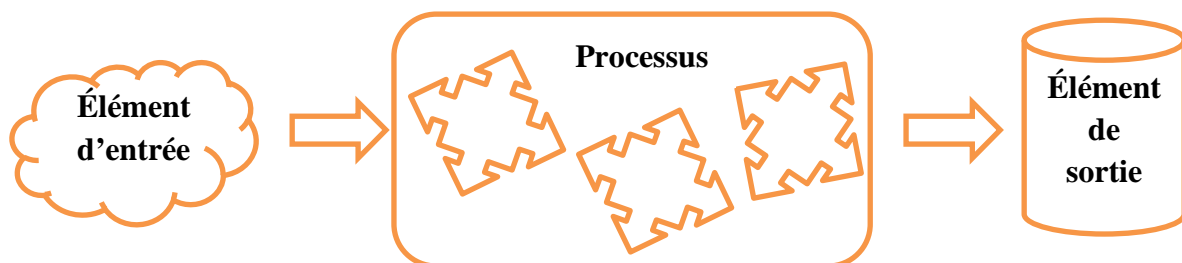 Élément
d’entrée
Processus
Élément
de
sortie